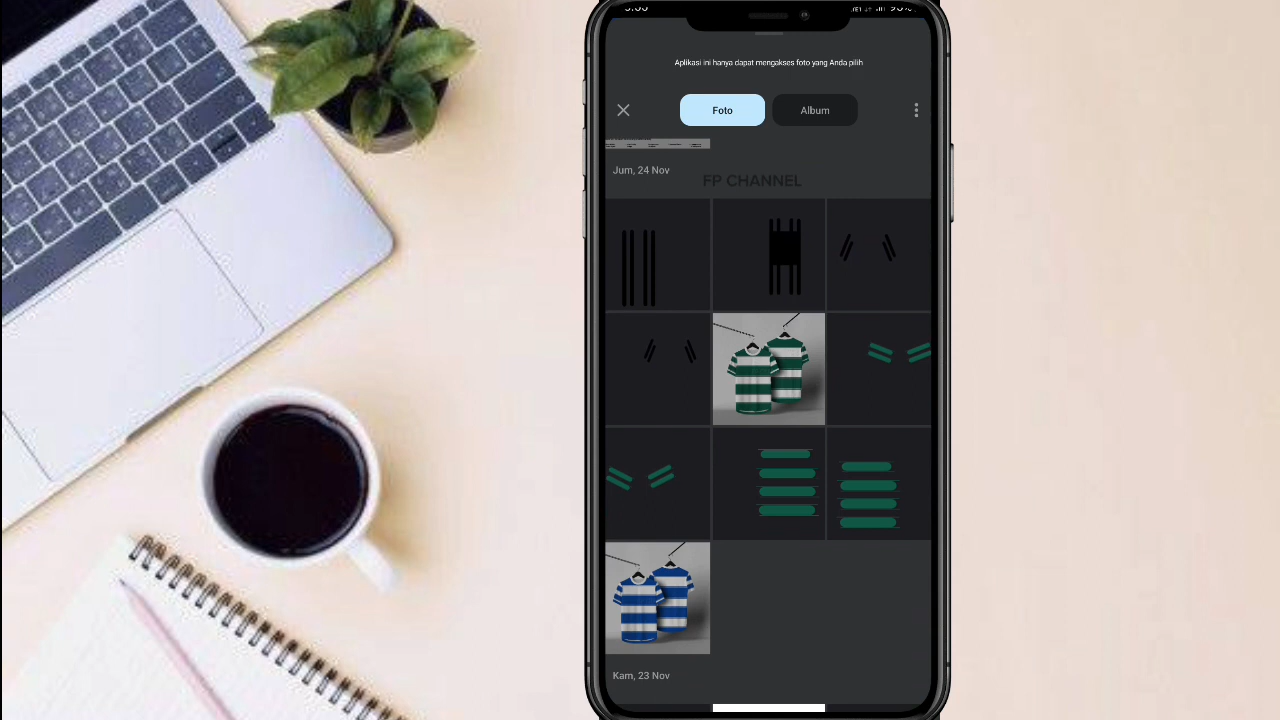 Aplikasi ini hanya dapat mengakses foto yang Anda pilih
Foto
Album
Jum, 24 Nov
FP CHANNEL
Kam, 23 Nov